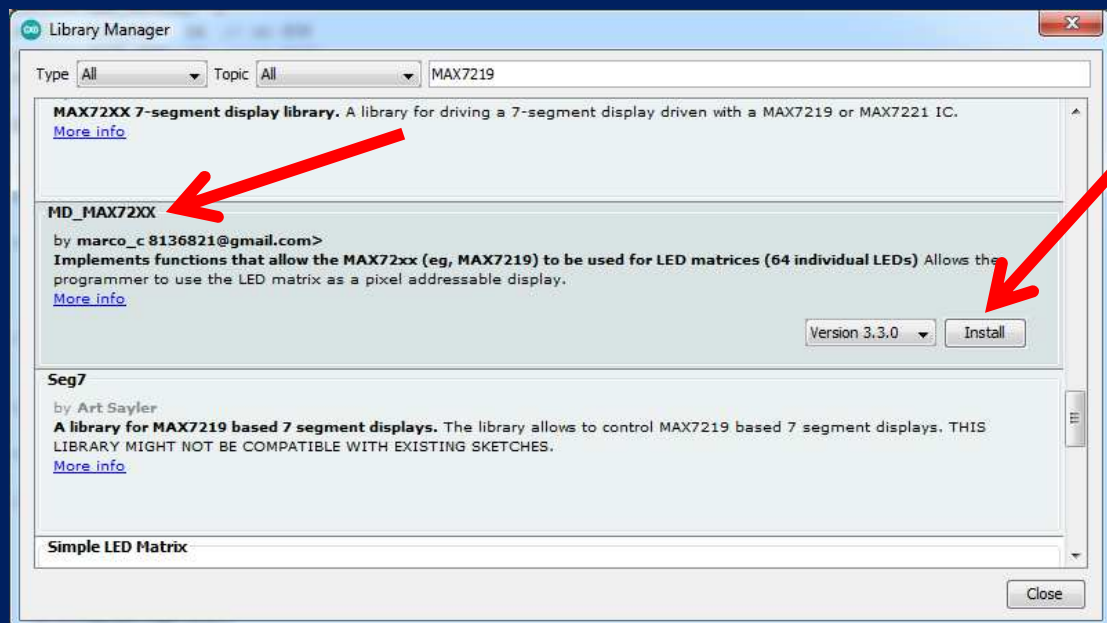 Library Manager
Type All Topic All MAX7219
MAX72XX 7-segment display library. A library for driving a 7-segment display driven with a MAX7219 or MAX7221 IC.
More info
MD_MAX72XX
by marco_c 8136821@gmail.com>
Implements functions that allow the MAX72xx (eg, MAX7219) to be used for LED matrices (64 individual LEDs) Allows the
programmer to use the LED matrix as a pixel addressable display.
More info
Version 3.3.0 Install
Seg7
by Art Sayler
A library for MAX7219 based 7 segment displays. The library allows to control MAX7219 based 7 segment displays. THIS
LIBRARY MIGHT NOT BE COMPATIBLE WITH EXISTING SKETCHES.
More info
Simple LED Matrix
Close